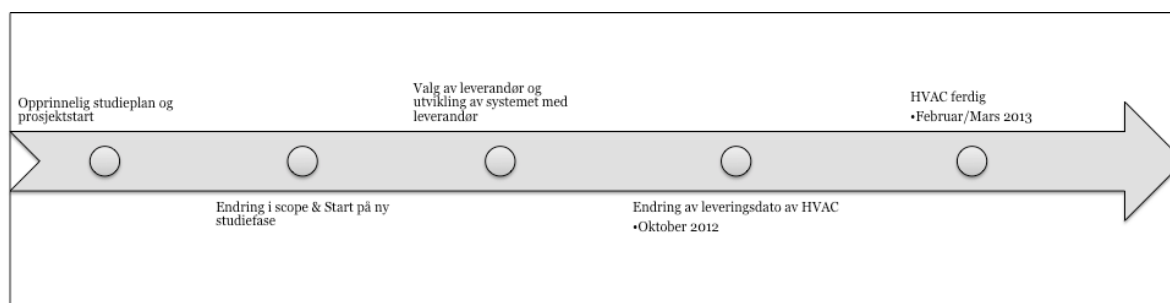 Opprinnelig studieplan og
prosjektstart
Endring i scope & Start på ny
studiefase
Valg av leverandør og
utvikling av systemet med
leverandør
Endring av leveringsdato av HVAC
•Oktober 2012
HVAC ferdig
•Februar/Mars 2013